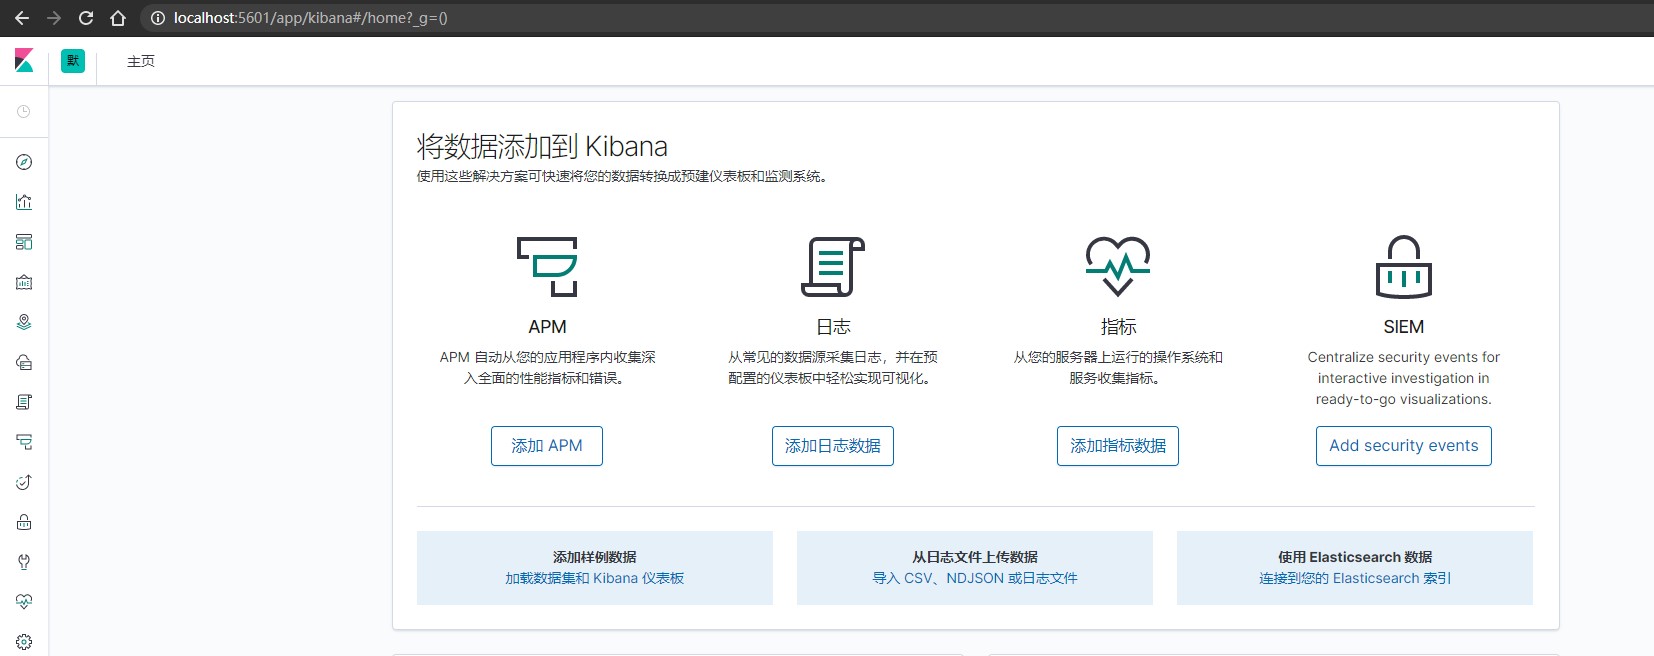 localhost:5601/app/kibana#/home?_g=()
默
主页
将数据添加到 Kibana
使用这些解决方案可快速将您的数据转换成预建仪表板和监测系统。
APM
APM 自动从您的应用程序内收集深
入全面的性能指标和错误。
添加 APM
日志
从常见的数据源采集日志，并在预
配置的仪表板中轻松实现可视化。
添加日志数据
指标
从您的服务器上运行的操作系统和
服务收集指标。
添加指标数据
SIEM
Centralize security events for
interactive investigation in
ready-to-go visualizations.
Add security events
添加样例数据
加载数据集和 Kibana 仪表板
从日志文件上传数据
导入 CSV、NDJSON 或日志文件
使用 Elasticsearch 数据
连接到您的 Elasticsearch 索引